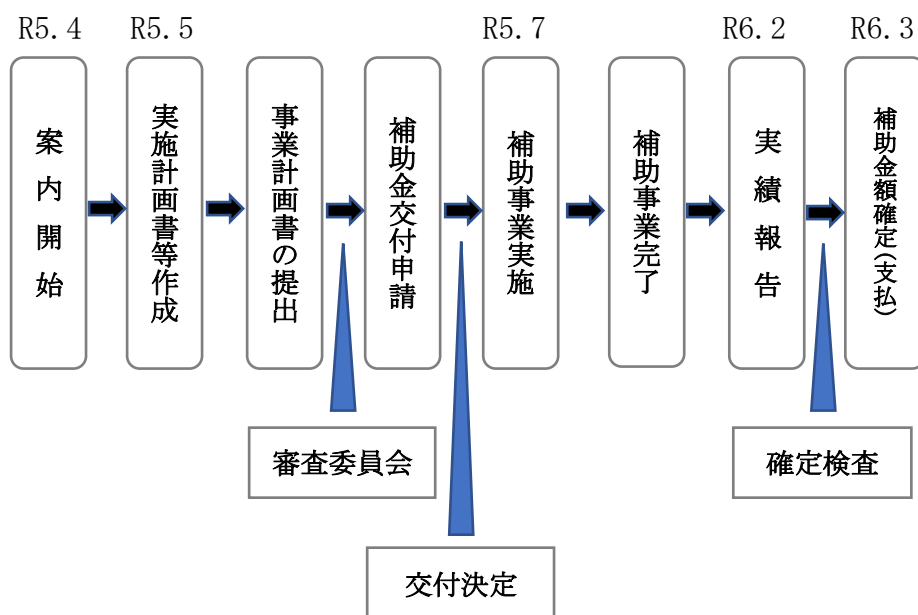 R5.4
R5.5
R5.7
R6.2
R6.3
案内開始
実施計画書等作成
事業計画書の提出
補助金交付申請
補助事業実施
補助事業完了
実績報告
補助金額確定(支払)
審査委員会
確定検査
交付決定